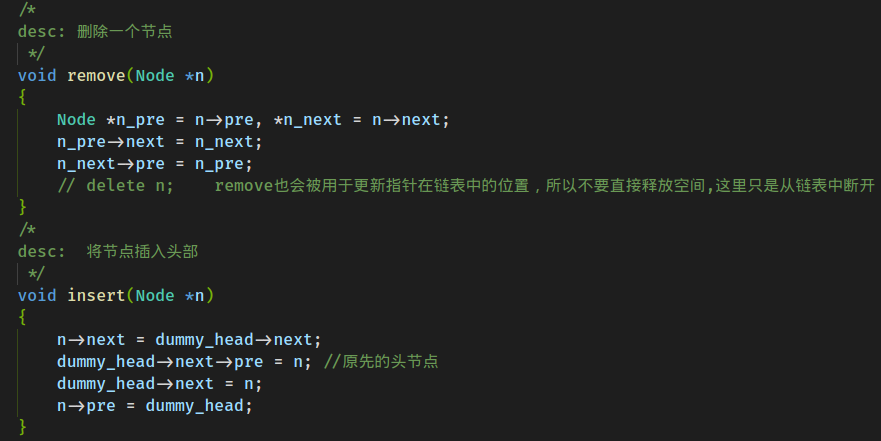 /*
desc: 删除一个节点
*/
void remove(Node *n)
{
Node *n_pre = n->pre, *n_next = n->next;
n_pre->next = n_next;
n_next->pre = n_pre;
// delete n;    remove也会被用于更新指针在链表中的位置，所以不要直接释放空间,这里只是从链表中断开
}
/*
desc:  将节点插入头部
*/
void insert(Node *n)
{
n->next = dummy_head->next;
dummy_head->next->pre = n; //原先的头节点
dummy_head->next = n;
n->pre = dummy_head;
}